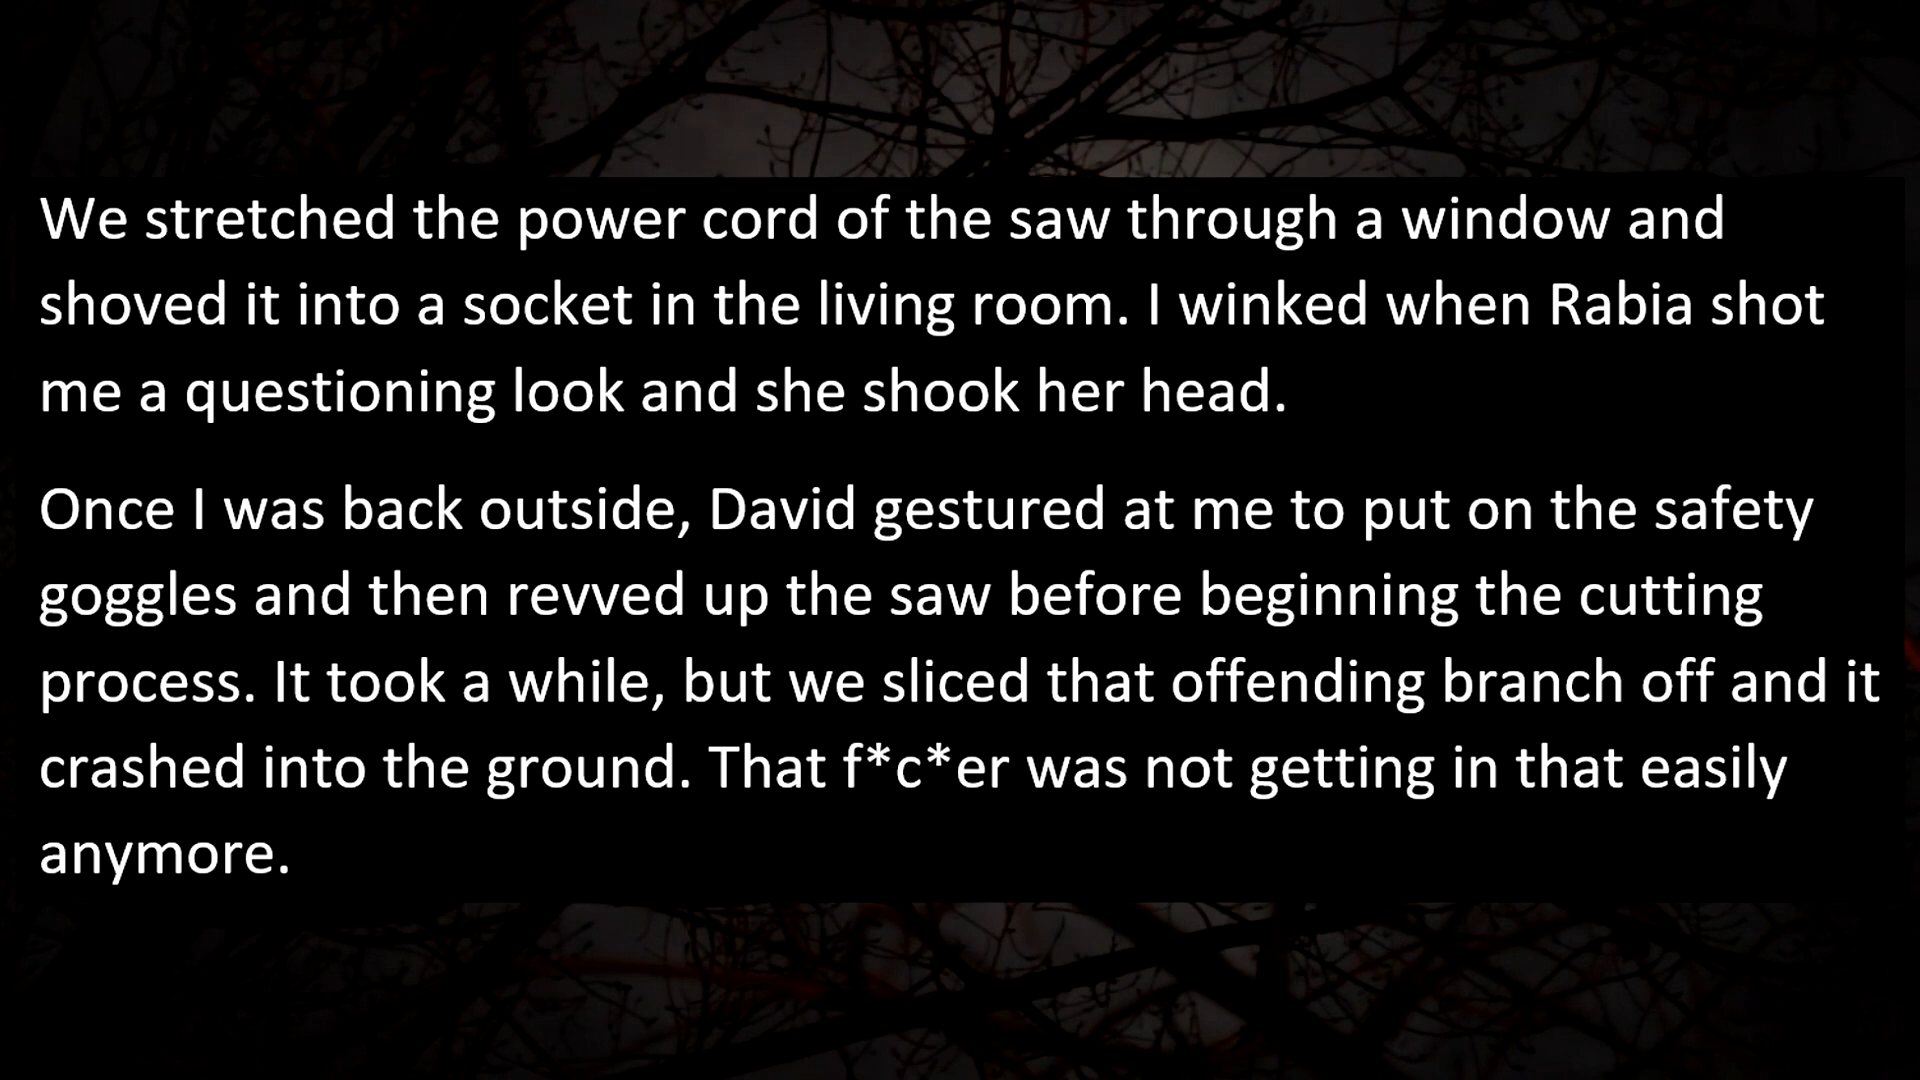 We stretched the power cord of the saw through a window and
shoved it into a socket in the living room. I winked when Rabia shot
me a questioning look and she shook her head.
Once I was back outside, David gestured at me to put on the safety
goggles and then revved up the saw before beginning the cutting
process. It took a while, but we sliced that offending branch off and it
crashed into the ground. That f*c*er was not getting in that easily
anymore.